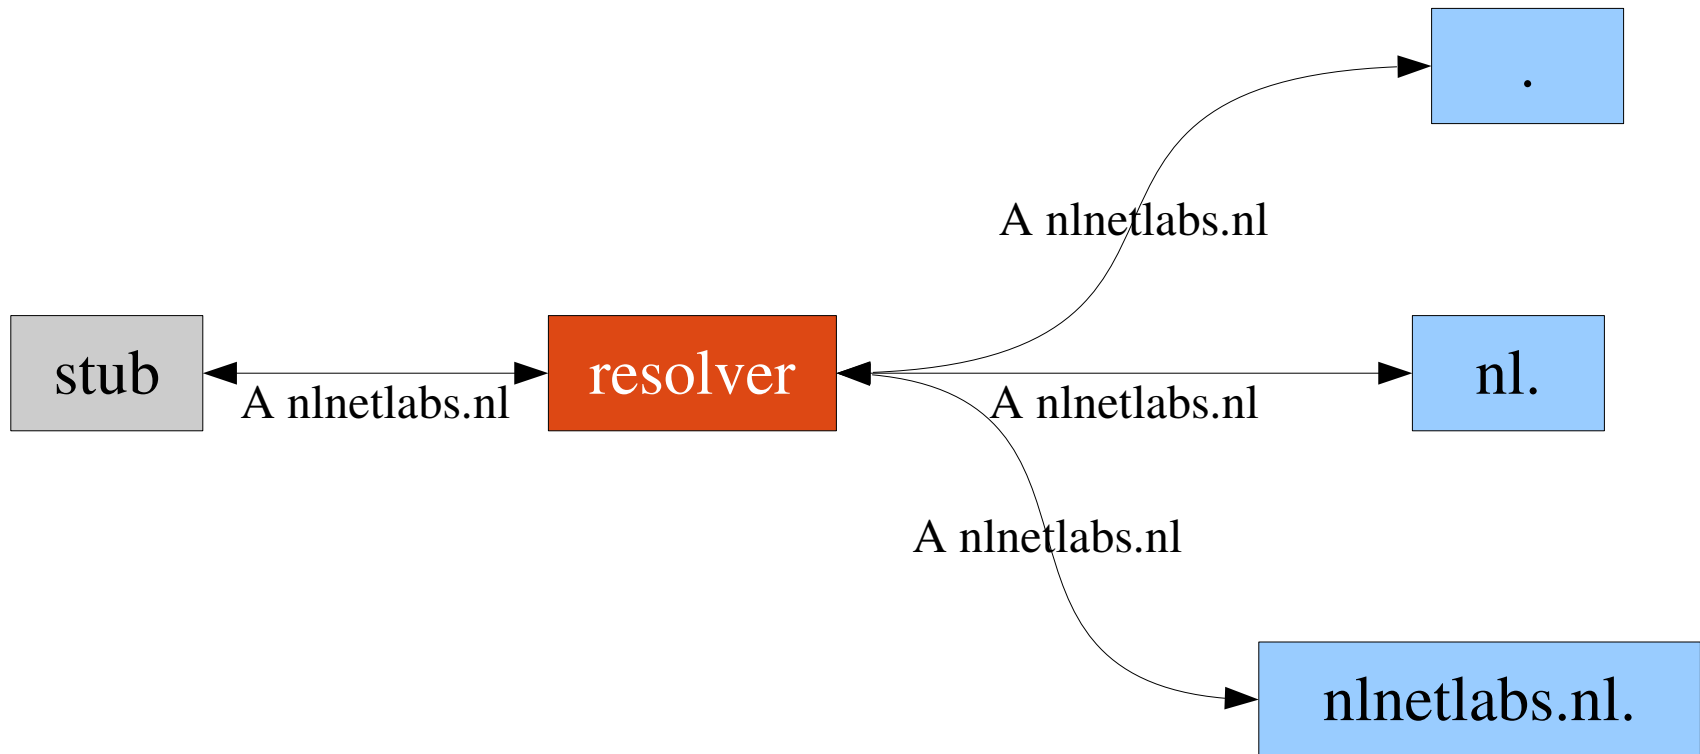 .
A nlnetlabs.nl
stub
A nlnetlabs.nl
resolver
A nlnetlabs.nl
nl.
A nlnetlabs.nl
nlnetlabs.nl.